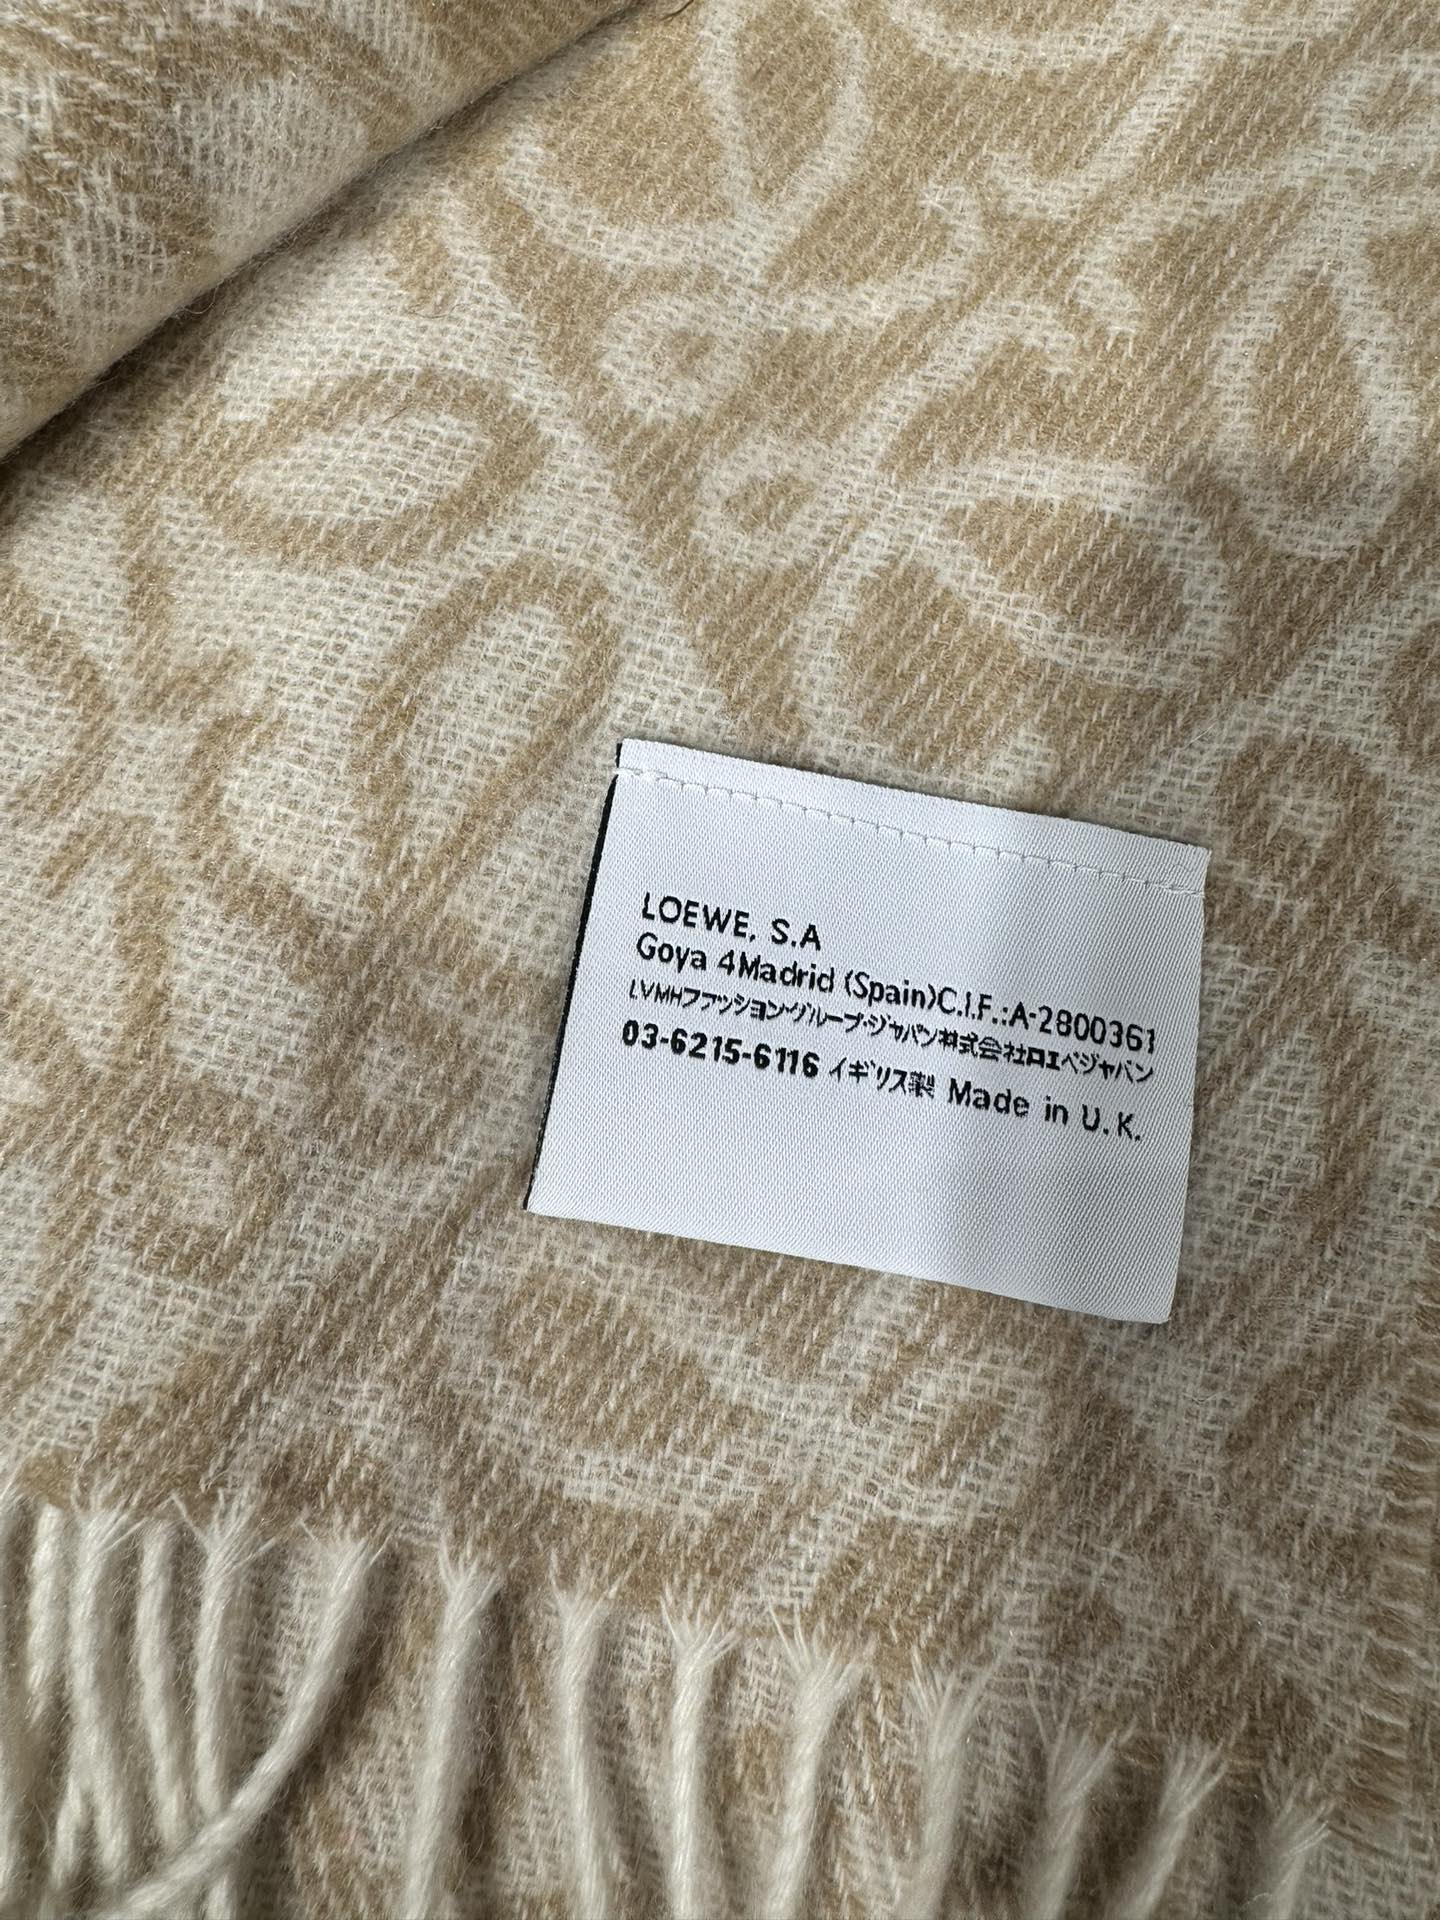 LOEWE, S.A
Goya 4Madrid (Spain)C.I.F.:A-2800361
LVMHファッション・グループ・ジャパン株式会社ロエベジャパン
03-6215-6116 イギリス製 Made in U.K.